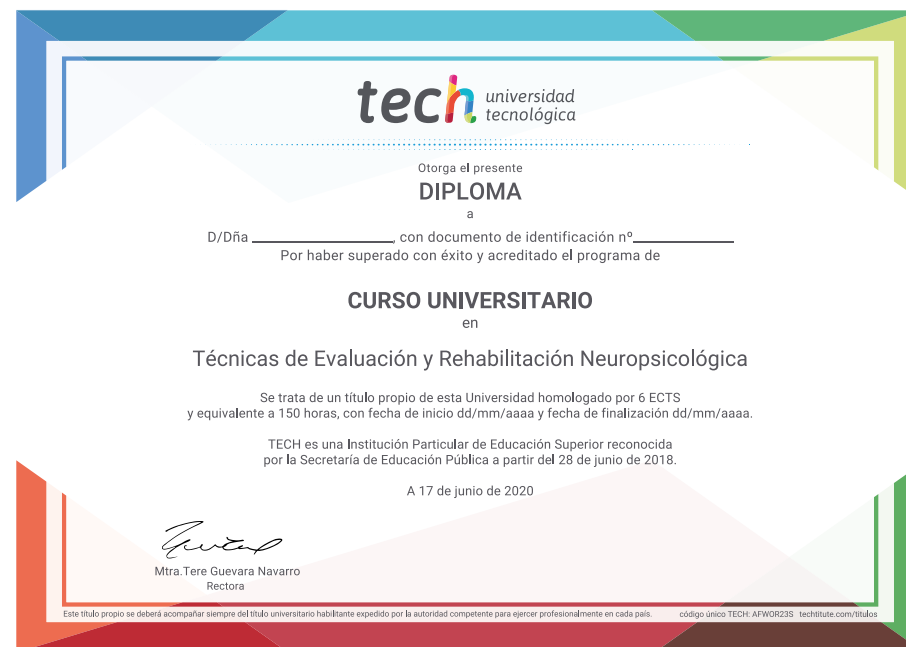 tech universidad
tecnológica
Otorga el presente
DIPLOMA
a
D/Dña ____________________, con documento de identificación nº______________
Por haber superado con éxito y acreditado el programa de
CURSO UNIVERSITARIO
en
Técnicas de Evaluación y Rehabilitación Neuropsicológica
Se trata de un título propio de esta Universidad homologado por 6 ECTS
y equivalente a 150 horas, con fecha de inicio dd/mm/aaaa y fecha de finalización dd/mm/aaaa.
TECH es una Institución Particular de Educación Superior reconocida
por la Secretaría de Educación Pública a partir del 28 de junio de 2018.
A 17 de junio de 2020
Mtra.Tere Guevara Navarro
Rectora
Este título propio se deberá acompañar siempre del título universitario habilitante expedido por la autoridad competente para ejercer profesionalmente en cada país. código único TECH: AFWOR23S techtitute.com/titulos